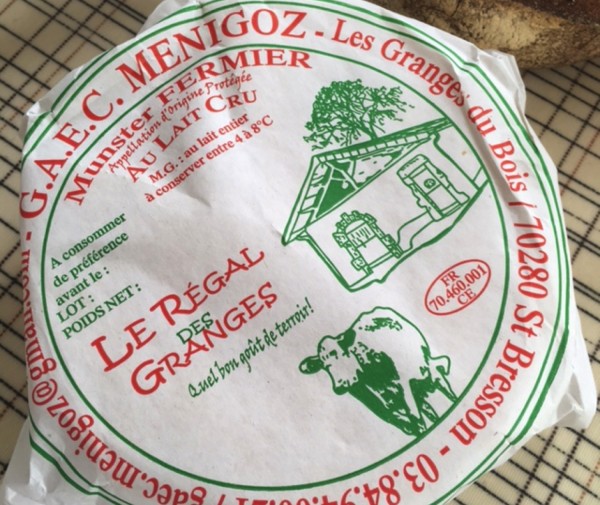 G.A.E.C. MENIGOZ - Les Granges du Bois / 70280 St Bresson - 03.84.94. gaec.menigoz@gmail.com -
Munster FERMIER
Appellation d'Origine Protégée
AU LAIT CRU
M.G. : au lait entier
à conserver entre 4 à 8°C
A consommer
de préférence
avant le :
LOT :
POIDS NET :
LE RÉGAL
DES
GRANGES
Quel bon goût de terroir!
FR
70.460.001
CE